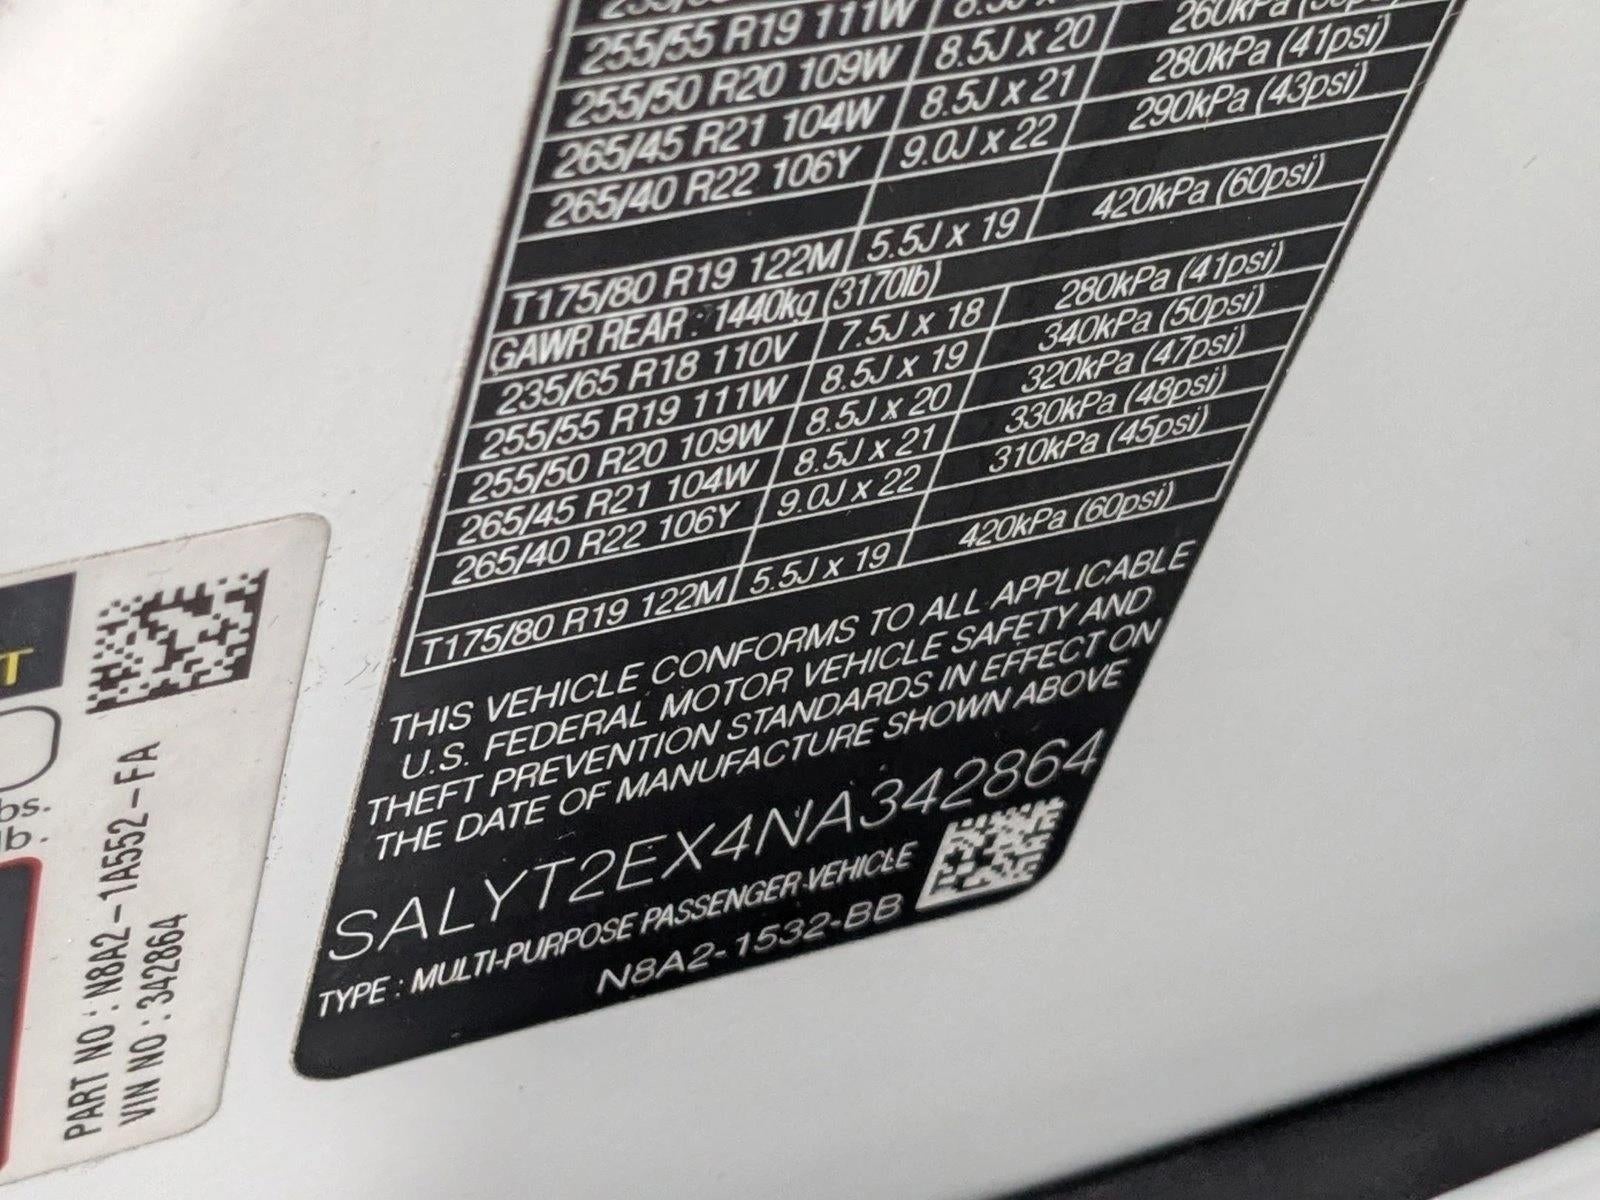 255/55 R19 111W
255/50 R20 109W 8.5J x 20 260kPa
265/45 R21 104W 8.5J x 21 280kPa (41psi)
265/40 R22 106Y 9.0J x 22 290kPa (43psi)
T175/80 R19 122M 5.5J x 19 420kPa (60psi)
GAWR REAR : 1440kg (3170lb)
235/65 R18 110V 7.5J x 18 280kPa (41psi)
255/55 R19 111W 8.5J x 19 340kPa (50psi)
255/50 R20 109W 8.5J x 20 320kPa (47psi)
265/45 R21 104W 8.5J x 21 330kPa (48psi)
265/40 R22 106Y 9.0J x 22 310kPa (45psi)
T175/80 R19 122M 5.5J x 19 420kPa (60psi)
THIS VEHICLE CONFORMS TO ALL APPLICABLE
U.S. FEDERAL MOTOR VEHICLE SAFETY AND
THEFT PREVENTION STANDARDS IN EFFECT ON
THE DATE OF MANUFACTURE SHOWN ABOVE
SALYT2EX4NA342864
TYPE : MULTI-PURPOSE PASSENGER VEHICLE
N8A2-1532-BB
T
bs.
lb.
PART NO : N8A2-1A552-FA
VIN NO : 342864